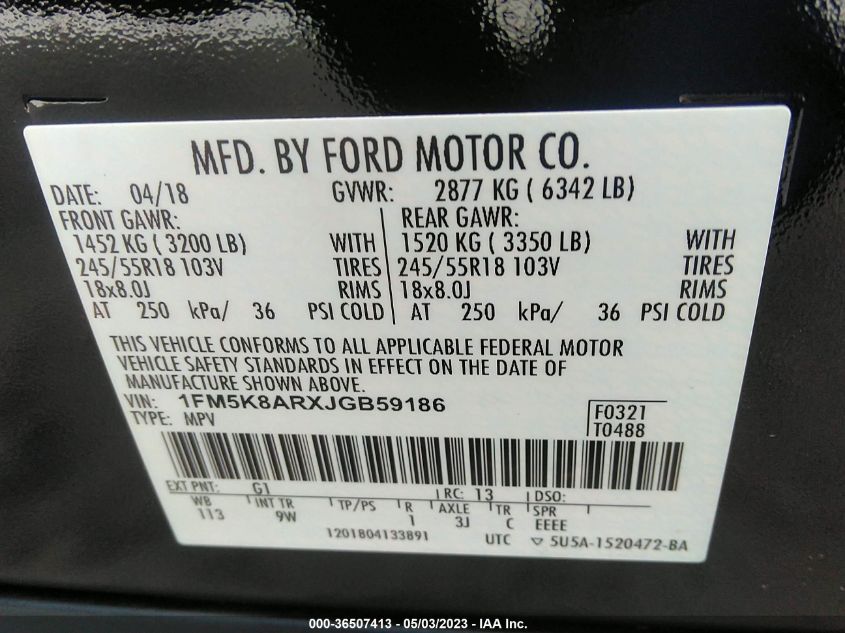 MFD. BY FORD MOTOR CO.
DATE: 04/18 GVWR: 2877 KG ( 6342 LB)
FRONT GAWR: REAR GAWR:
1452 KG ( 3200 LB) WITH 1520 KG ( 3350 LB) WITH
245/55R18 103V TIRES 245/55R18 103V TIRES
18x8.0J RIMS 18x8.0J RIMS
AT 250 kPa/ 36 PSI COLD AT 250 kPa/ 36 PSI COLD
THIS VEHICLE CONFORMS TO ALL APPLICABLE FEDERAL MOTOR
VEHICLE SAFETY STANDARDS IN EFFECT ON THE DATE OF
MANUFACTURE SHOWN ABOVE.
VIN: 1FM5K8ARXJGB59186
TYPE: MPV
F0321
T0488
EXT PNT: G1 RC: 13 DSO:
WB INT TR TP/PS R AXLE TR SPR
113 9W 1 3J C EEEE
1201804133891 UTC ▽ 5U5A-1520472-BA
000-36507413 - 05/03/2023 - IAA Inc.